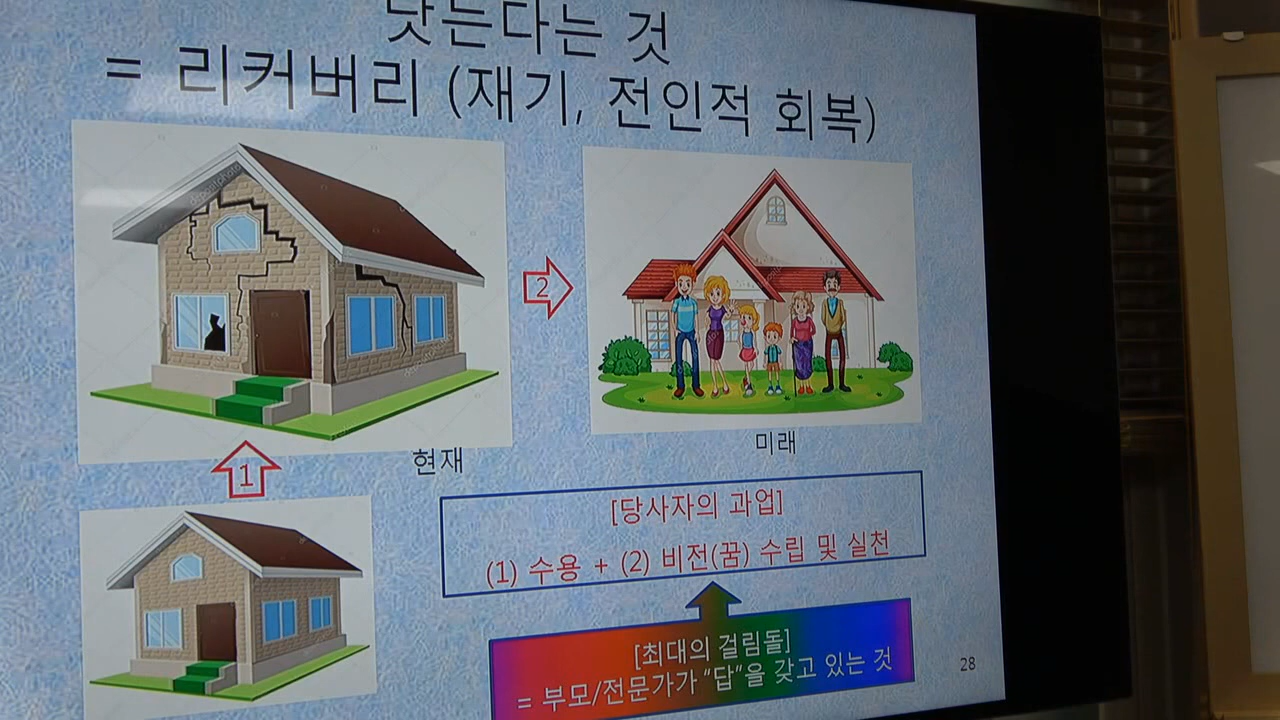 낫는다는 것
= 리커버리 (재기, 전인적 회복)
2
현재
미래
1
[당사자의 과업]
(1) 수용 + (2) 비전(꿈) 수립 및 실천
[최대의 걸림돌]
= 부모/전문가가 “답”을 갖고 있는 것
28